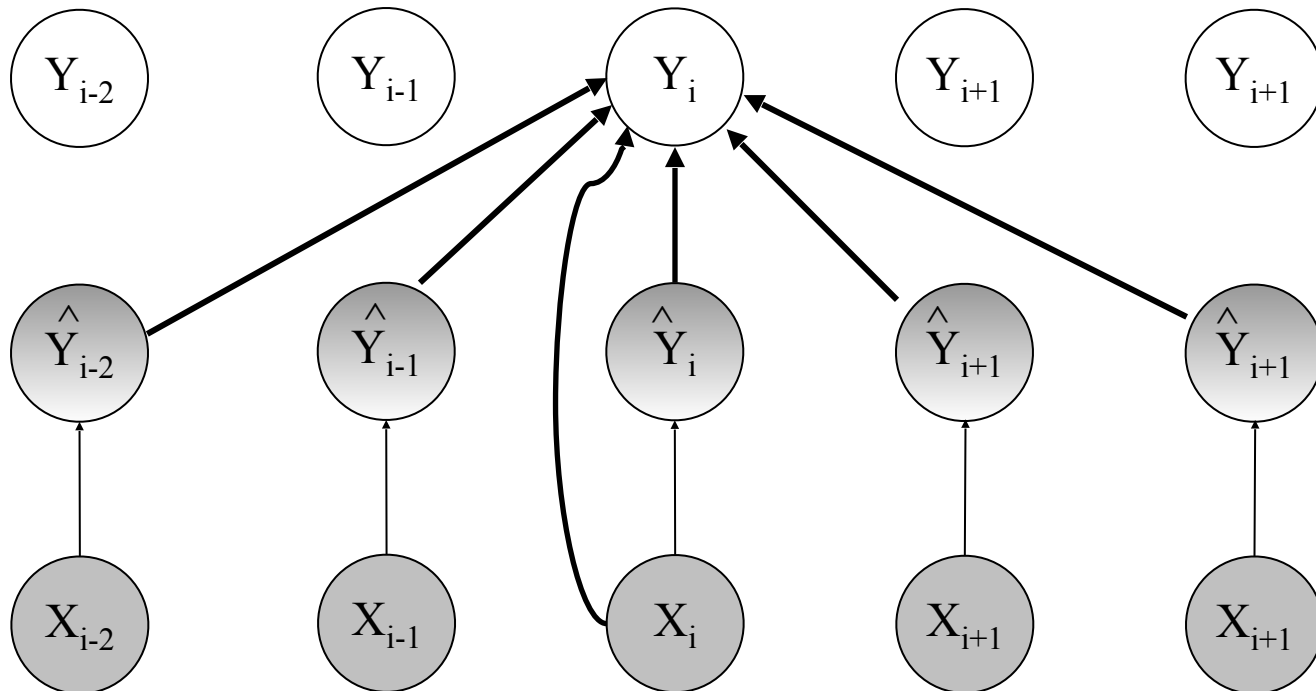 Y_{i-2} Y_{i-1} Y_i Y_{i+1} Y_{i+1}
Ŷ_{i-2} Ŷ_{i-1} Ŷ_i Ŷ_{i+1} Ŷ_{i+1}
X_{i-2} X_{i-1} X_i X_{i+1} X_{i+1}